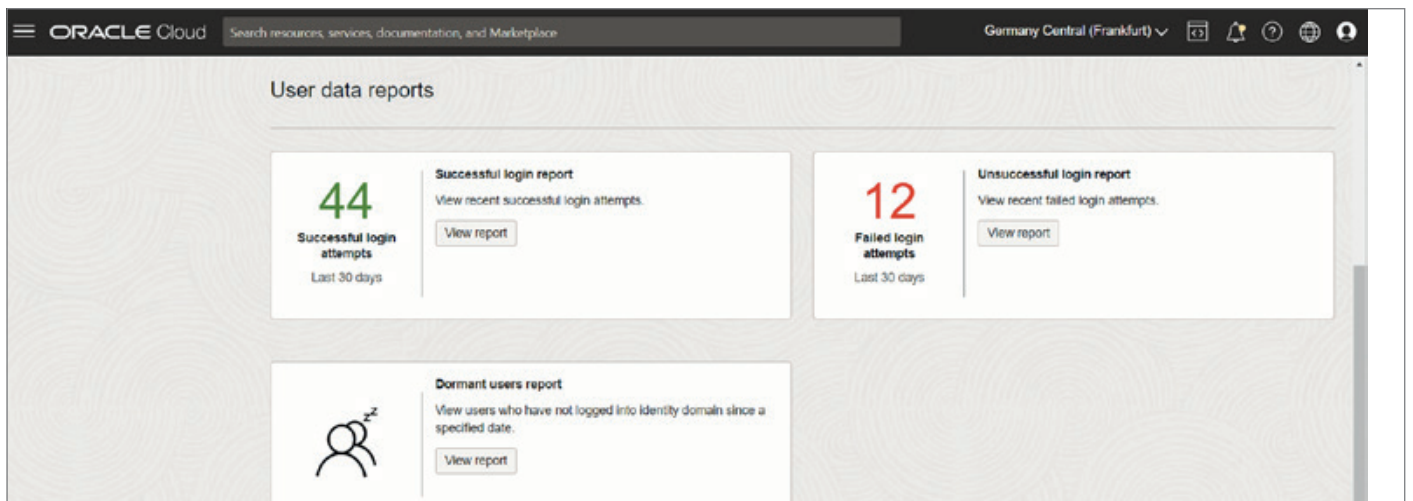 ORACLE Cloud
Search resources, services, documentation, and Marketplace
Germany Central (Frankfurt)
User data reports
44
Successful login
attempts
Last 30 days
Successful login report
View recent successful login attempts.
View report
12
Failed login
attempts
Last 30 days
Unsuccessful login report
View recent failed login attempts.
View report
z z
Dormant users report
View users who have not logged into identity domain since a
specified date.
View report